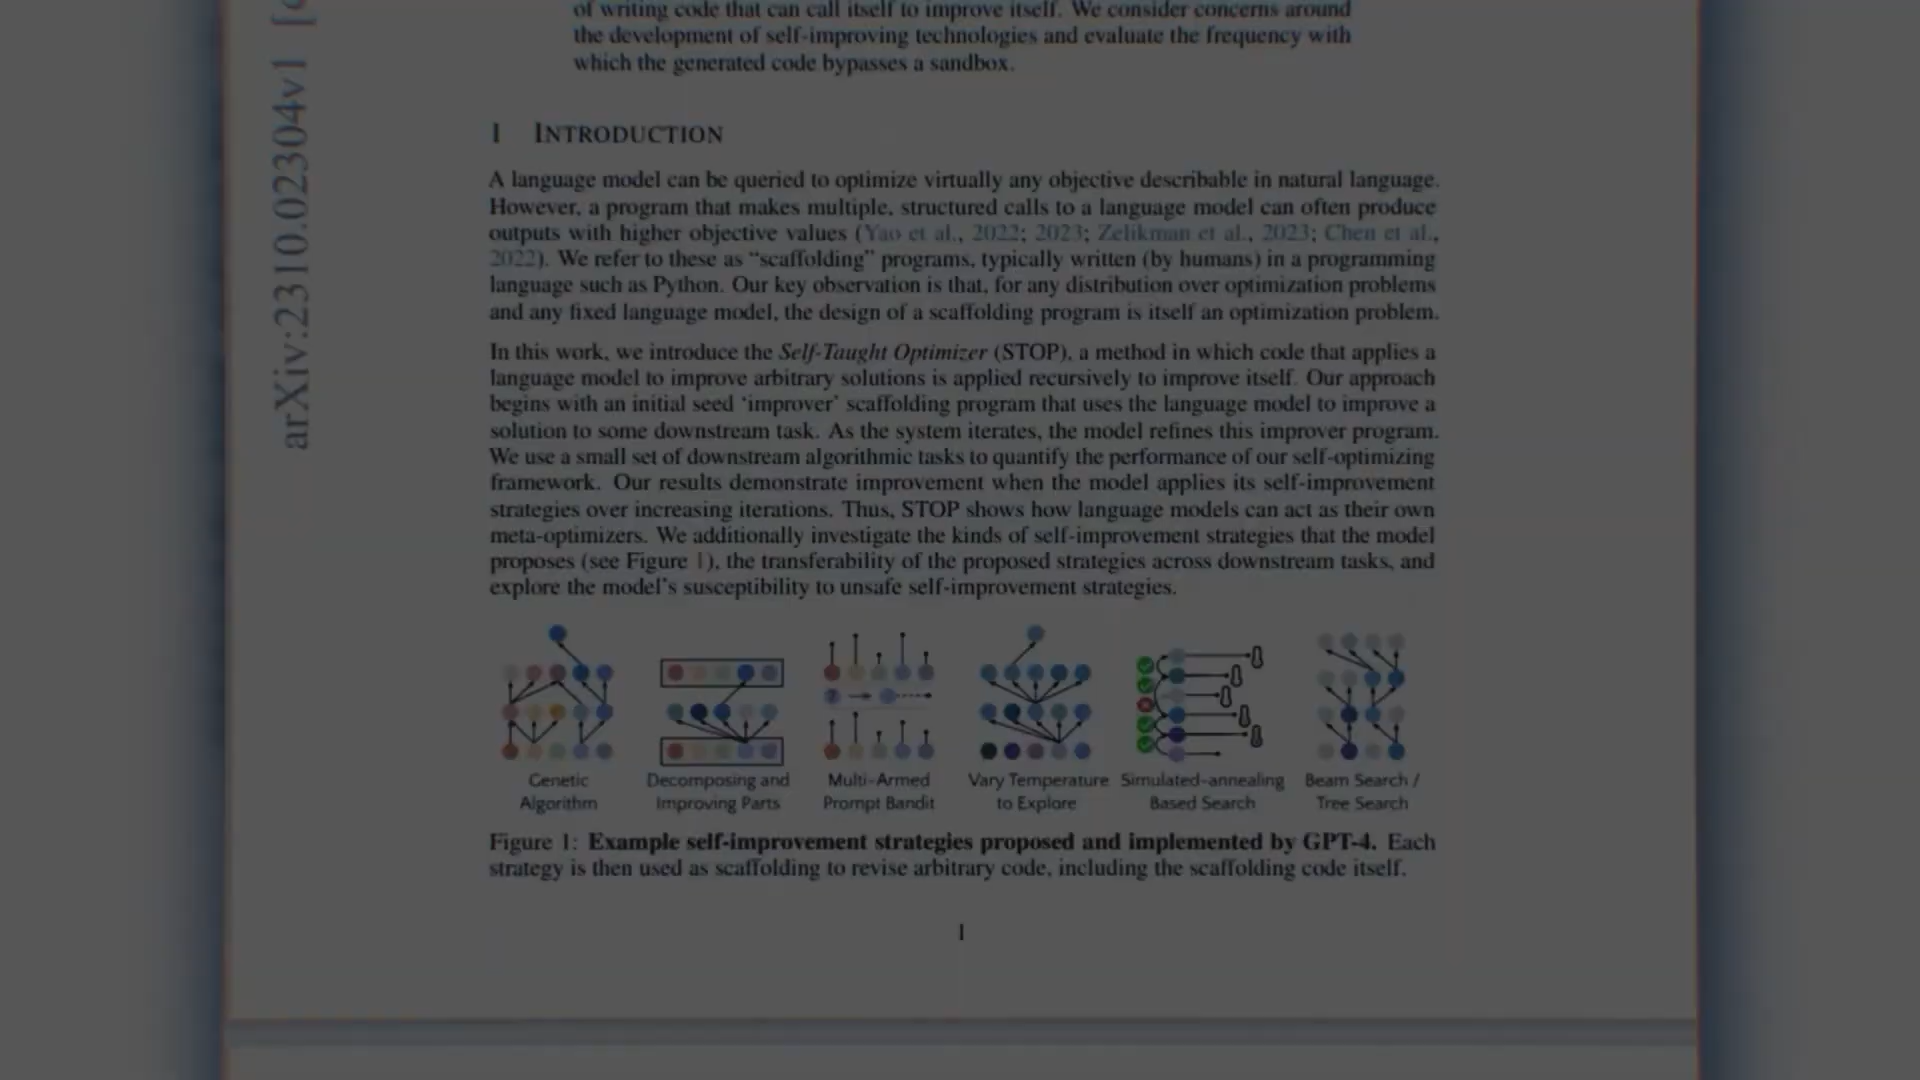 of writing code that can call itself to improve itself. We consider concerns around
the development of self-improving technologies and evaluate the frequency with
which the generated code bypasses a sandbox.
arXiv:2310.02304v1 [c
1 INTRODUCTION
A language model can be queried to optimize virtually any objective describable in natural language.
However, a program that makes multiple, structured calls to a language model can often produce
outputs with higher objective values (Yao et al., 2022; 2023; Zelikman et al., 2023; Chen et al.,
2022). We refer to these as “scaffolding” programs, typically written (by humans) in a programming
language such as Python. Our key observation is that, for any distribution over optimization problems
and any fixed language model, the design of a scaffolding program is itself an optimization problem.
In this work, we introduce the Self-Taught Optimizer (STOP), a method in which code that applies a
language model to improve arbitrary solutions is applied recursively to improve itself. Our approach
begins with an initial seed ‘improver’ scaffolding program that uses the language model to improve a
solution to some downstream task. As the system iterates, the model refines this improver program.
We use a small set of downstream algorithmic tasks to quantify the performance of our self-optimizing
framework. Our results demonstrate improvement when the model applies its self-improvement
strategies over increasing iterations. Thus, STOP shows how language models can act as their own
meta-optimizers. We additionally investigate the kinds of self-improvement strategies that the model
proposes (see Figure 1), the transferability of the proposed strategies across downstream tasks, and
explore the model’s susceptibility to unsafe self-improvement strategies.
?
Genetic
Algorithm
Decomposing and
Improving Parts
Multi-Armed
Prompt Bandit
Vary Temperature
to Explore
Simulated-annealing
Based Search
Beam Search /
Tree Search
Figure 1: Example self-improvement strategies proposed and implemented by GPT-4. Each
strategy is then used as scaffolding to revise arbitrary code, including the scaffolding code itself.
1